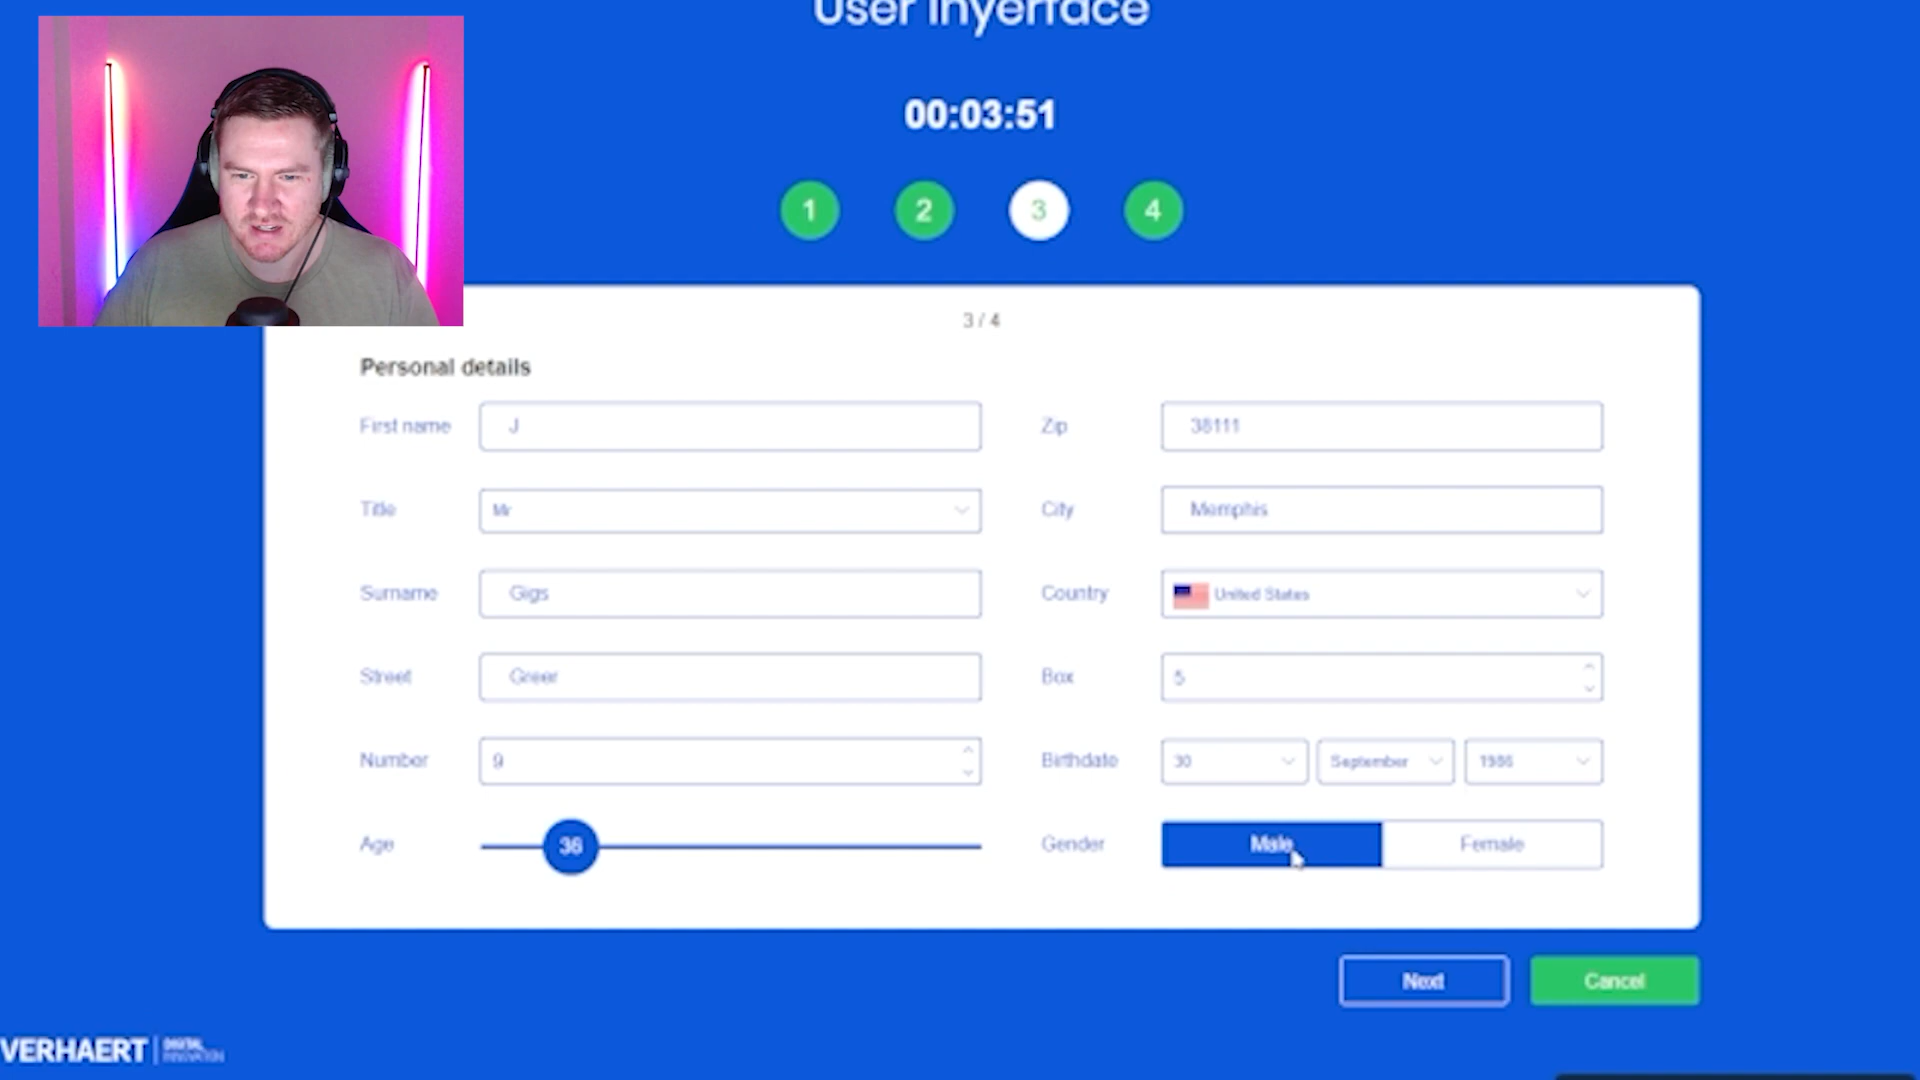 User Inyerface
00:03:51
1 2 3 4
3 / 4
Personal details
First name J
Zip 38111
Title Mr
City Memphis
Surname Gigs
Country United States
Street Greer
Box 5
Number 9
Birthdate 30 September 1986
Age 36
Gender Male Female
Next Cancel
VERHAERT DIGITAL
INNOVATION